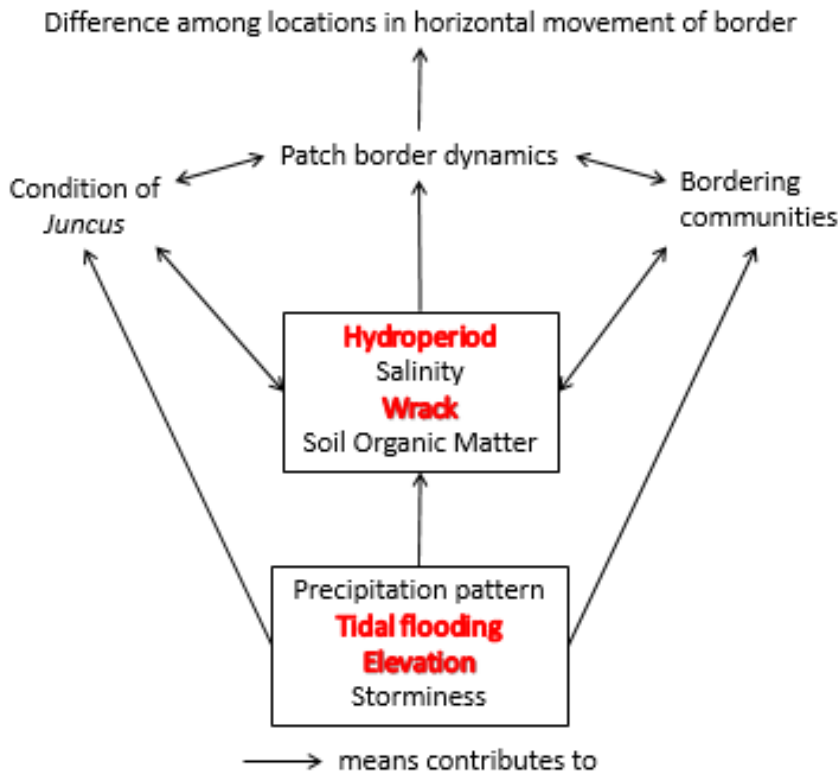 Difference among locations in horizontal movement of border
Patch border dynamics
Condition of
Juncus
Bordering
communities
Hydroperiod
Salinity
Wrack
Soil Organic Matter
Precipitation pattern
Tidal flooding
Elevation
Storminess
means contributes to